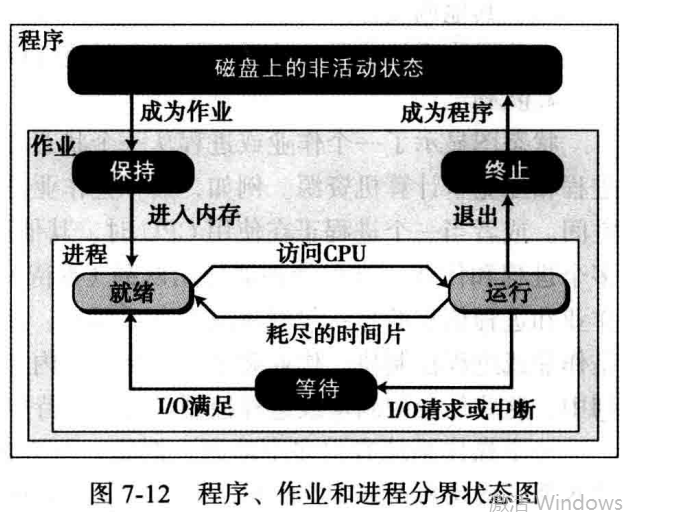 程序
磁盘上的非活动状态
成为作业
成为程序
作业
保持
终止
进入内存
退出
进程
访问CPU
就绪
运行
耗尽的时间片
等待
I/O满足
I/O请求或中断
图 7-12 程序、作业和进程分界状态图
激活 Windows